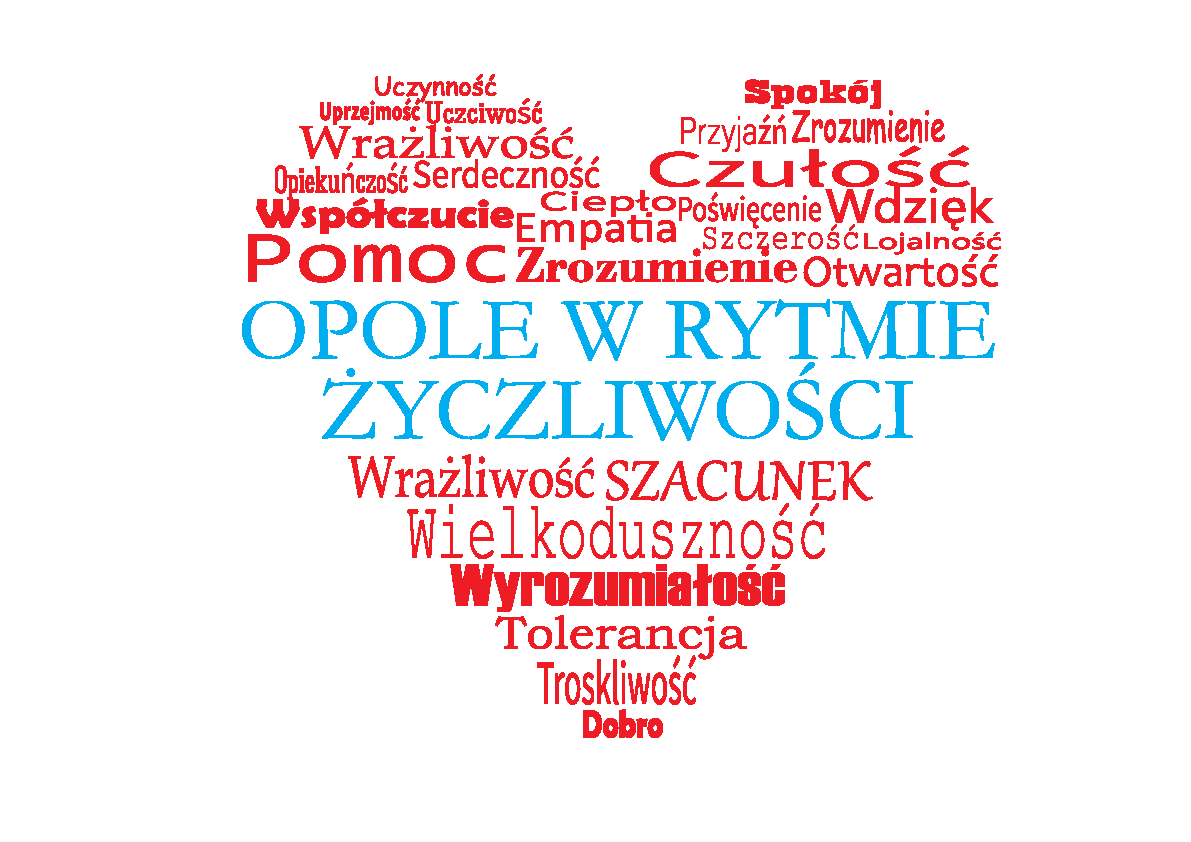 Uczynność
Uprzejmość Uczciwość
Wrażliwość
Opiekuńczość Serdeczność
Współczucie Ciepło
Empatia
Pomoc
Spokój
Przyjaźń Zrozumienie
Czułość
Poświęcenie Wdzięk
Szczerość Lojalność
Zrozumienie Otwartość
OPOLE W RYTMIE
ŻYCZLIWOŚCI
Wrażliwość SZACUNEK
Wielkoduszność
Wyrozumiałość
Tolerancja
Troskliwość
Dobro